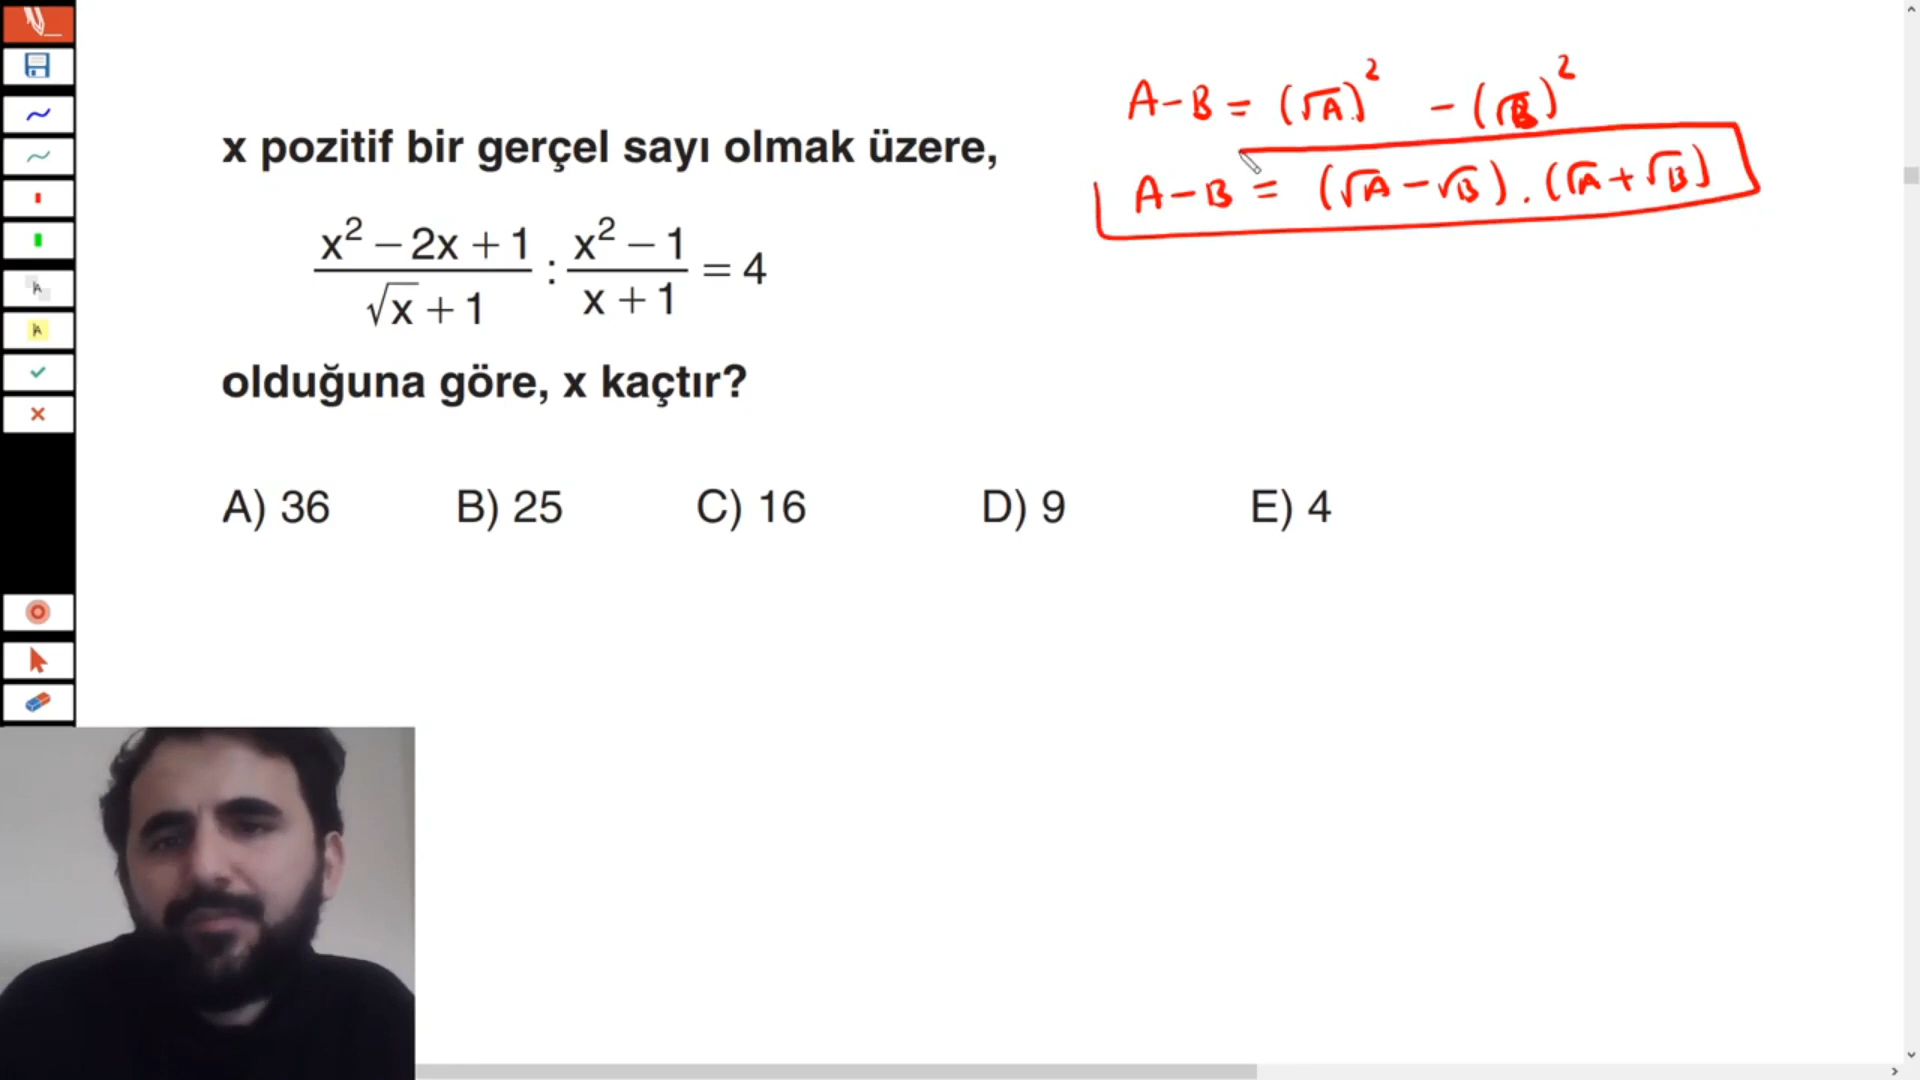 A-B = (√A)² - (√B)²
A-B = (√A - √B) . (√A + √B)
x pozitif bir gerçel sayı olmak üzere,
x² - 2x + 1 / √x + 1 : x² - 1 / x + 1 = 4
olduğuna göre, x kaçtır?
A) 36 B) 25 C) 16 D) 9 E) 4